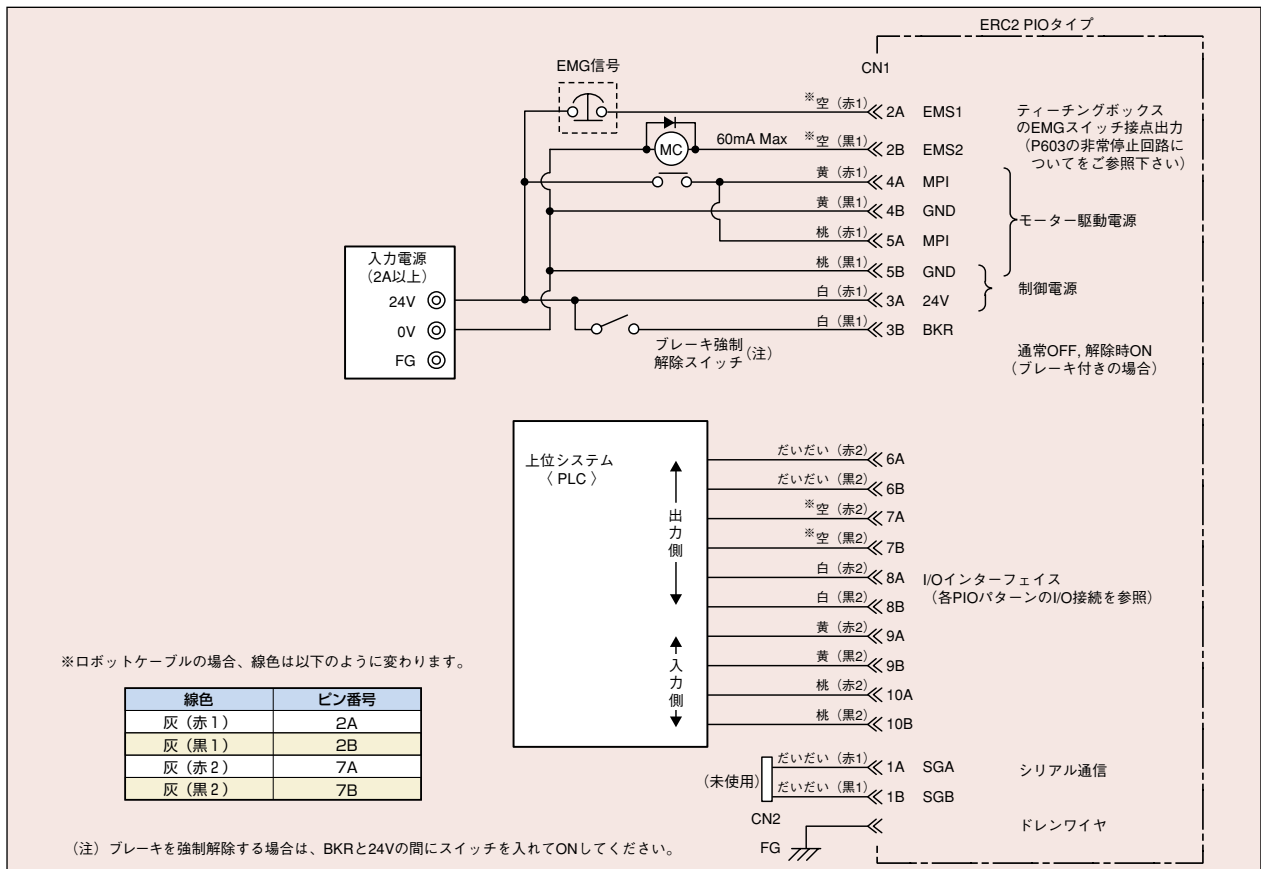 ERC2 PIOタイプ
CN1
EMG信号
※空（赤1） 2A EMS1
ティーチングボックス
のEMGスイッチ接点出力
（P603の非常停止回路に
ついてをご参照下さい）
MC 60mA Max ※空（黒1） 2B EMS2
黄（赤1） 4A MPI
黄（黒1） 4B GND
モーター駆動電源
桃（赤1） 5A MPI
桃（黒1） 5B GND
制御電源
入力電源
（2A以上）
24V
0V
FG
白（赤1） 3A 24V
白（黒1） 3B BKR
ブレーキ強制
解除スイッチ（注）
通常OFF, 解除時ON
（ブレーキ付きの場合）
上位システム
〈 PLC 〉
出力側
入力側
だいだい（赤2） 6A
だいだい（黒2） 6B
※空（赤2） 7A
※空（黒2） 7B
白（赤2） 8A
白（黒2） 8B
I/Oインターフェイス
（各PIOパターンのI/O接続を参照）
黄（赤2） 9A
黄（黒2） 9B
桃（赤2） 10A
桃（黒2） 10B
※ロボットケーブルの場合、線色は以下のように変わります。
線色 ピン番号
灰（赤1） 2A
灰（黒1） 2B
灰（赤2） 7A
灰（黒2） 7B
（未使用）
だいだい（赤1） 1A SGA
だいだい（黒1） 1B SGB
シリアル通信
CN2
ドレンワイヤ
FG
（注）ブレーキを強制解除する場合は、BKRと24Vの間にスイッチを入れてONしてください。